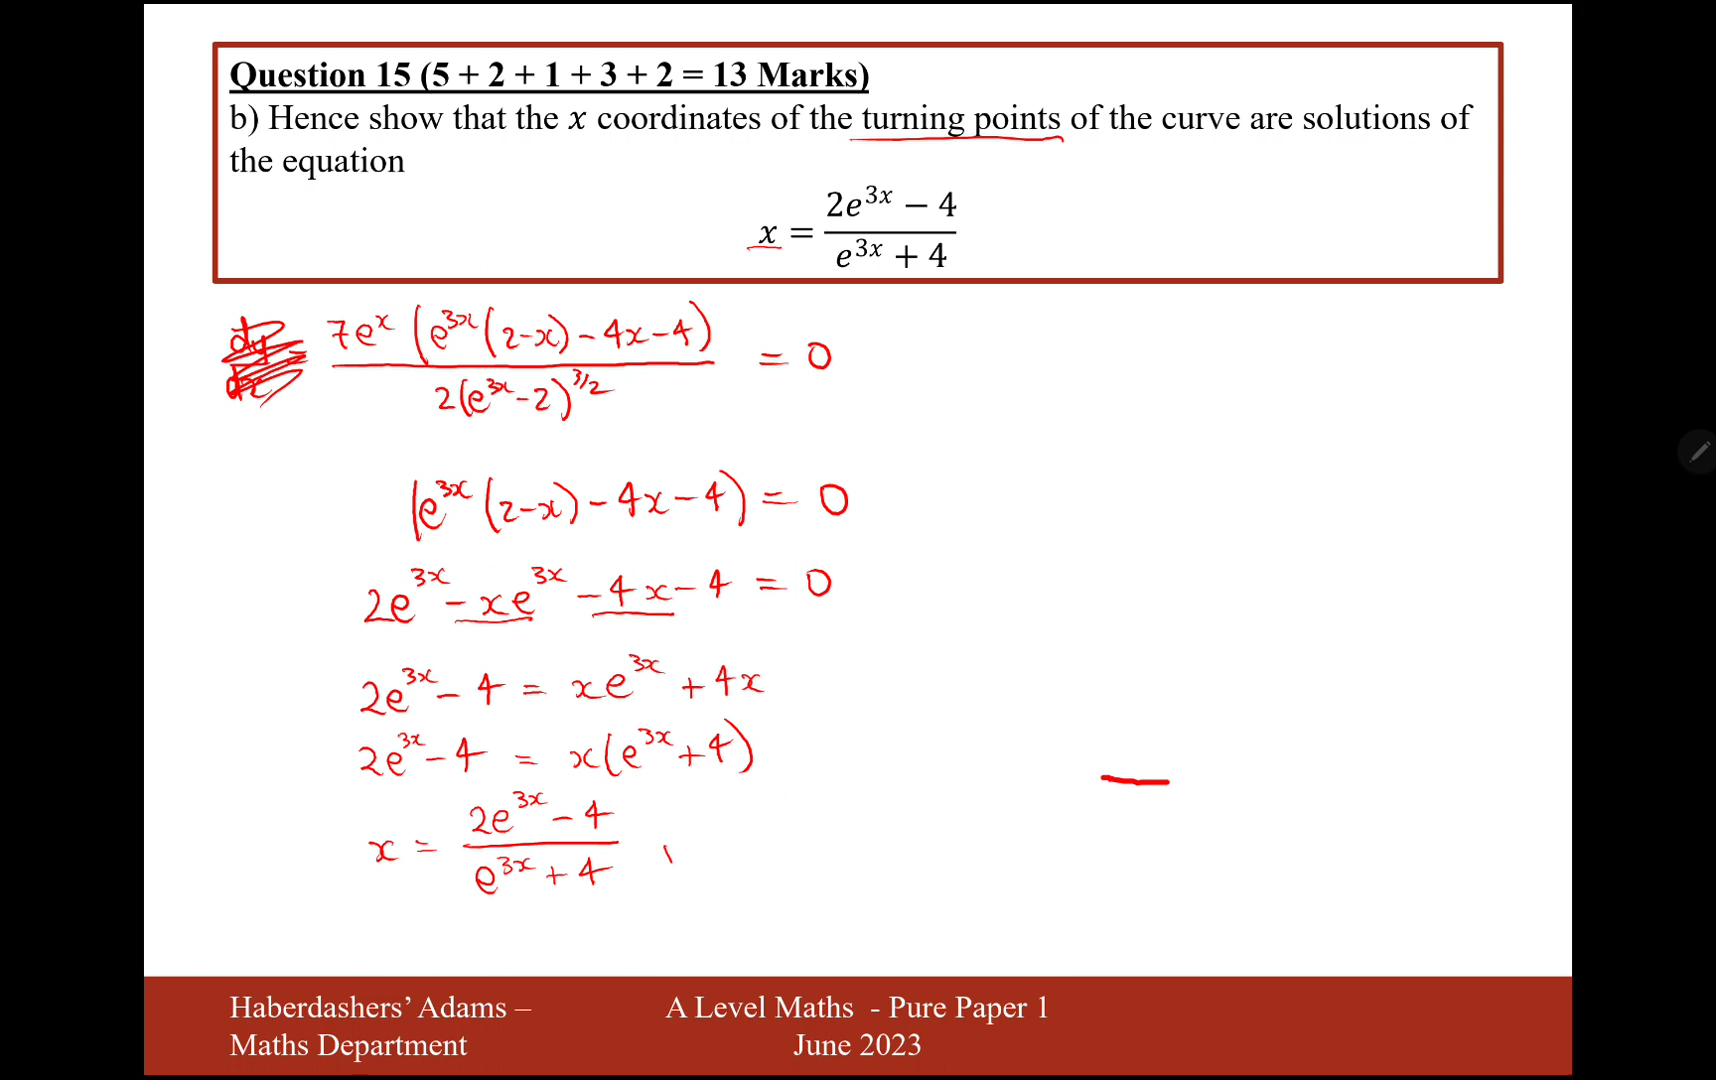 Question 15 (5 + 2 + 1 + 3 + 2 = 13 Marks)
b) Hence show that the x coordinates of the turning points of the curve are solutions of
the equation
x = (2e^{3x} − 4)/(e^{3x} + 4)
dy/dx = 7e^x (e^{3x}(2-x) - 4x - 4) / 2(e^{3x} - 2)^{3/2} = 0
(e^{3x}(2-x) - 4x - 4) = 0
2e^{3x} - xe^{3x} - 4x - 4 = 0
2e^{3x} - 4 = xe^{3x} + 4x
2e^{3x} - 4 = x(e^{3x} + 4)
x = (2e^{3x} - 4)/(e^{3x} + 4)
Haberdashers’ Adams –
Maths Department
A Level Maths - Pure Paper 1
June 2023